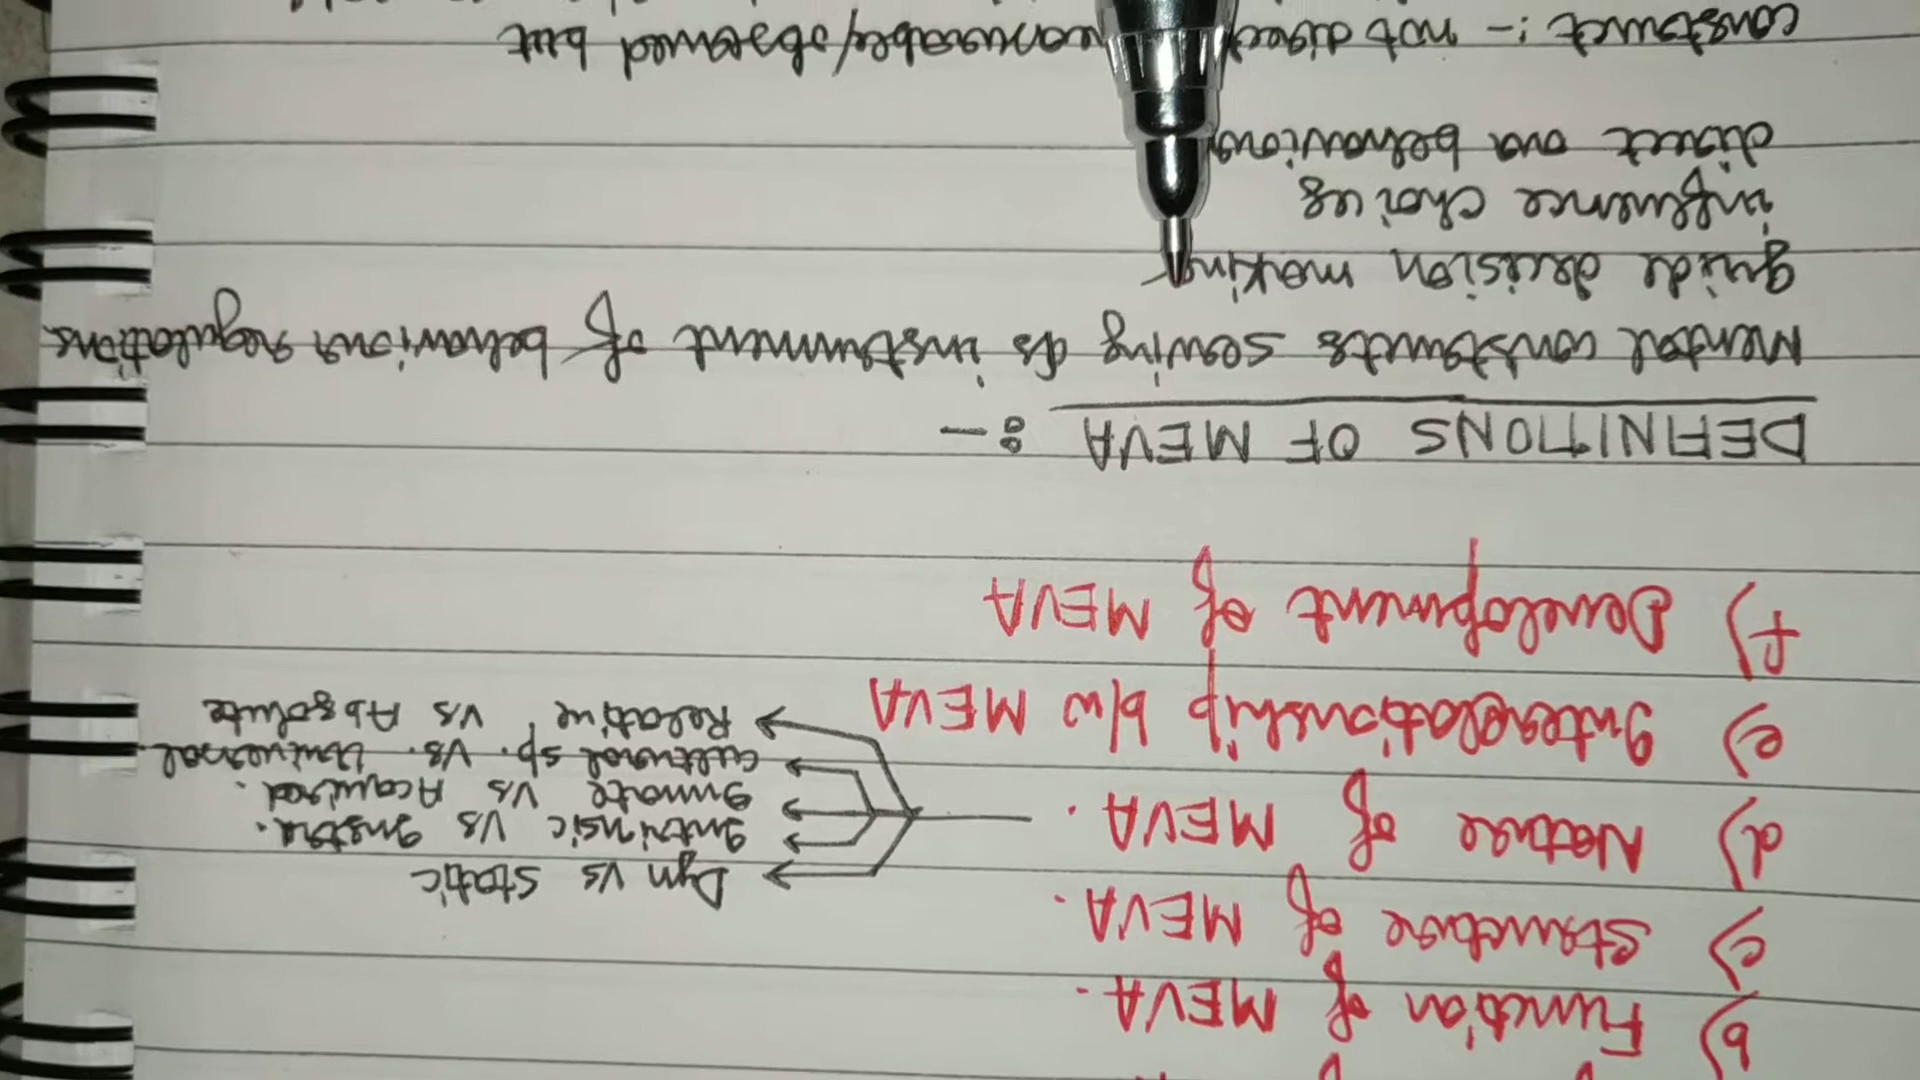 b) Function of MEVA.
c) Structure of MEVA.
d) Nature of MEVA.
Dyn vs Static
Intrinsic Vs Instru.
Innate Vs Acquired.
Cultural sp. Vs. Universal
Relative vs Absolute
e) Interelationship b/w MEVA
f) Development of MEVA
DEFINITIONS OF MEVA :-
Mental constructs serving as instrument of behaviour regulations
guide decision making
influence choices
direct our behaviour
construct :- not direct measurable/observed but